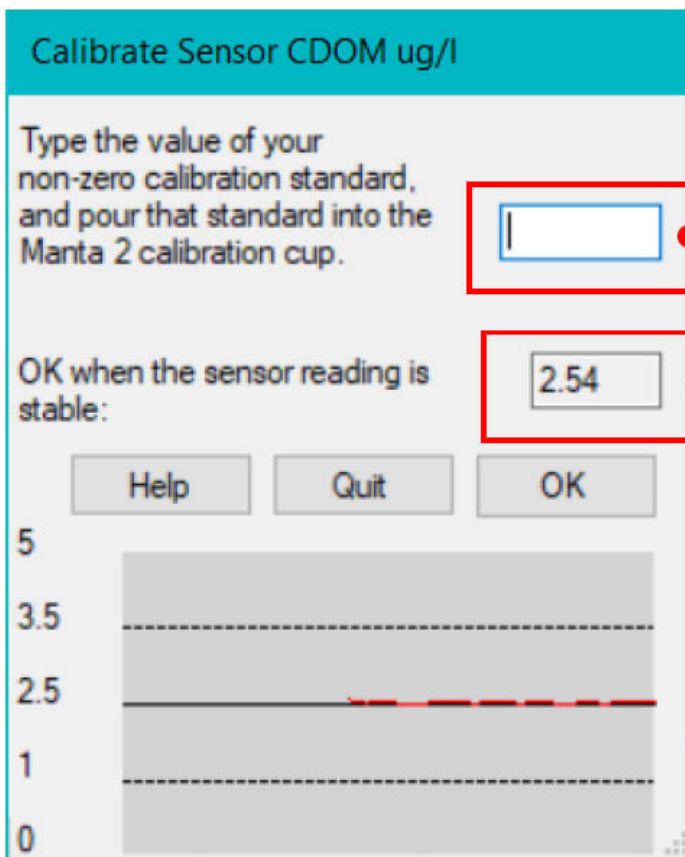 Calibrate Sensor CDOM ug/l
Type the value of your
non-zero calibration standard,
and pour that standard into the
Manta 2 calibration cup.
OK when the sensor reading is
stable:
2.54
Help Quit OK
5
3.5
2.5
1
0